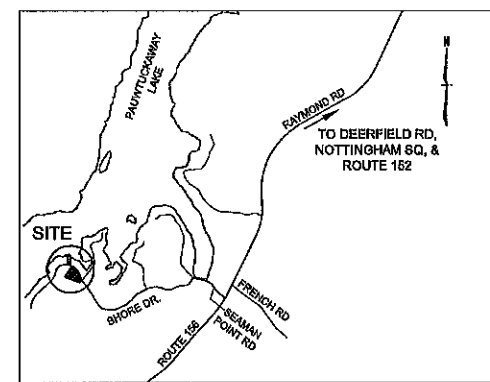 N
PAUWTUCKAWAY
LAKE
RAYMOND RD
TO DEERFIELD RD,
NOTTINGHAM SQ, &
ROUTE 152
SITE
SHORE DR.
FRENCH RD
SEAMAN
POINT RD
ROUTE 156